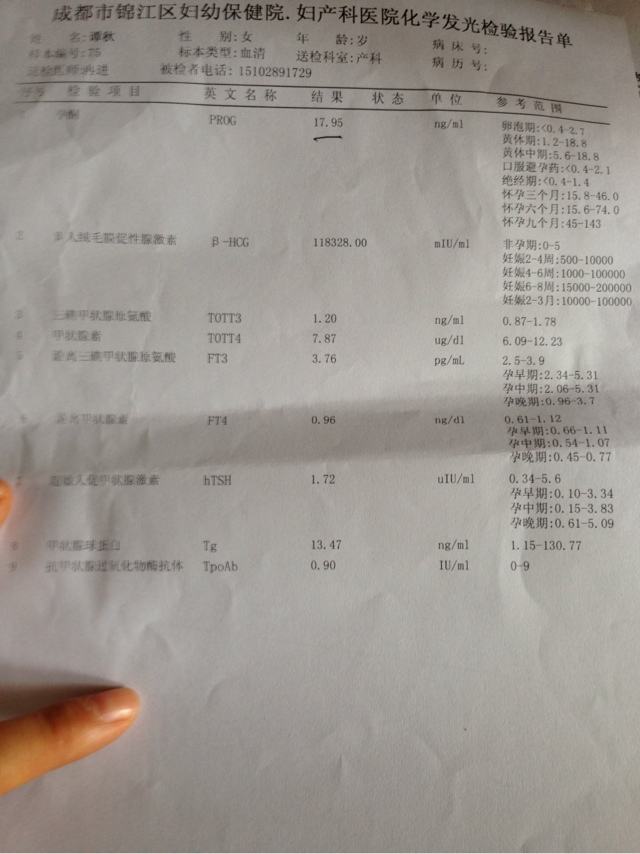 成都市锦江区妇幼保健院.妇产科医院化学发光检验报告单
姓 名:谭秋 性 别:女 年 龄:岁 病 床 号:
样本编号:75 标本类型:血清 送检科室:产科 病 历 号:
送检医师:冉进 被检者电话: 15102891729
序号 检 验 项 目 英 文 名 称 结 果 状 态 单 位 参 考 范 围
1 孕酮 PROG 17.95 ng/ml 卵泡期:<0.4-2.7
黄体期:1.2-18.8
黄体中期:5.6-18.8
口服避孕药:<0.4-2.1
绝经期:<0.4-1.4
怀孕三个月:15.8-46.0
怀孕六个月:15.6-74.0
怀孕九个月:45-143
2 多人绒毛膜促性腺激素 β-HCG 118328.00 mIU/ml 非孕期:0-5
妊娠2-4周:500-10000
妊娠4-6周:1000-100000
妊娠6-8周:15000-200000
妊娠2-3月:10000-100000
3 三碘甲状腺原氨酸 TOTT3 1.20 ng/ml 0.87-1.78
4 甲状腺素 TOTT4 7.87 ug/dl 6.09-12.23
5 游离三碘甲状腺原氨酸 FT3 3.76 pg/mL 2.5-3.9
孕早期:2.34-5.31
孕中期:2.06-5.31
孕晚期:0.96-3.7
6 游离甲状腺素 FT4 0.96 ng/dl 0.61-1.12
孕早期:0.66-1.11
孕中期:0.54-1.07
孕晚期:0.45-0.77
7 超敏人促甲状腺激素 hTSH 1.72 uIU/ml 0.34-5.6
孕早期:0.10-3.34
孕中期:0.15-3.83
孕晚期:0.61-5.09
8 甲状腺球蛋白 Tg 13.47 ng/ml 1.15-130.77
9 抗甲状腺过氧化物酶抗体 TpoAb 0.90 IU/ml 0-9